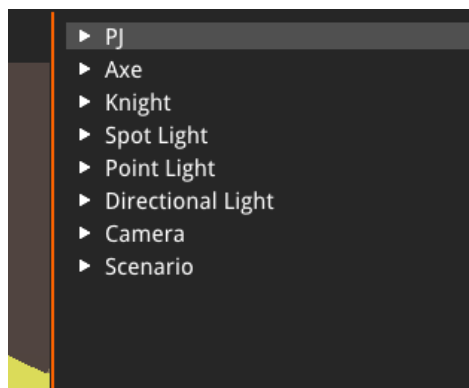 PJ
Axe
Knight
Spot Light
Point Light
Directional Light
Camera
Scenario